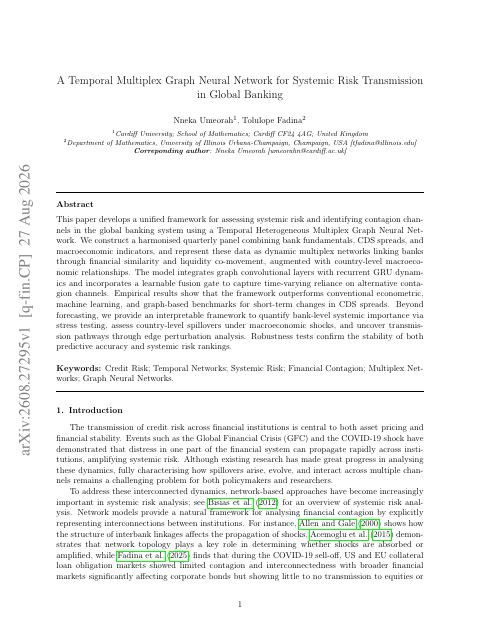 A Temporal Multiplex Graph Neural Network for Systemic Risk Transmission
in Global Banking
Nneka Umeorah1, Tolulope Fadina2
1Cardiff University; School of Mathematics; Cardiff CF24 4AG; United Kingdom
2Department of Mathematics, University of Illinois Urbana-Champaign, Champaign, USA [tfadina@illinois.edu]
Correponding author: Nneka Umeorah [umeorahn@cardiff.ac.uk]
Abstract
This paper develops a unified framework for assessing systemic risk and identifying contagion chan-
nels in the global banking system using a Temporal Heterogeneous Multiplex Graph Neural Net-
work. We construct a harmonised quarterly panel combining bank fundamentals, CDS spreads, and
macroeconomic indicators, and represent these data as dynamic multiplex networks linking banks
through financial similarity and liquidity co-movement, augmented with country-level macroeco-
nomic relationships. The model integrates graph convolutional layers with recurrent GRU dynam-
ics and incorporates a learnable fusion gate to capture time-varying reliance on alternative conta-
gion channels. Empirical results show that the framework outperforms conventional econometric,
machine learning, and graph-based benchmarks for short-term changes in CDS spreads. Beyond
forecasting, we provide an interpretable framework to quantify bank-level systemic importance via
stress testing, assess country-level spillovers under macroeconomic shocks, and uncover transmis-
sion pathways through edge perturbation analysis. Robustness tests confirm the stability of both
predictive accuracy and systemic risk rankings.
Keywords: Credit Risk; Temporal Networks; Systemic Risk; Financial Contagion; Multiplex Net-
works; Graph Neural Networks.
1. Introduction
The transmission of credit risk across financial institutions is central to both asset pricing and
financial stability. Events such as the Global Financial Crisis (GFC) and the COVID-19 shock have
demonstrated that distress in one part of the financial system can propagate rapidly across insti-
tutions, amplifying systemic risk. Although existing research has made great progress in analysing
these dynamics, fully characterising how spillovers arise, evolve, and interact across multiple chan-
nels remains a challenge for both policymakers and researchers.
To address these interconnected dynamics, network-based approaches have become increasingly
important in systemic risk analysis; see Bisias et al. (2012) for an overview of systemic risk anal-
ysis. Network models provide a natural framework for analysing financial contagion by explicitly
representing interconnections between institutions. For instance, Allen and Gale (2000) shows how
the structure of interbank linkages affects the propagation of shocks, Acemoglu et al. (2015) demon-
strates that network topology plays a key role in determining whether shocks are absorbed or
amplified, while Fadina et al. (2025) finds that during the COVID-19 sell-off, US and EU collateral
loan obligation markets showed limited contagion and interconnectedness with broader financial
markets significantly affecting corporate bonds but showing little to no transmission to equities or
1
arXiv:2608.27295v1 [q-fin.CP] 27 Aug 2026